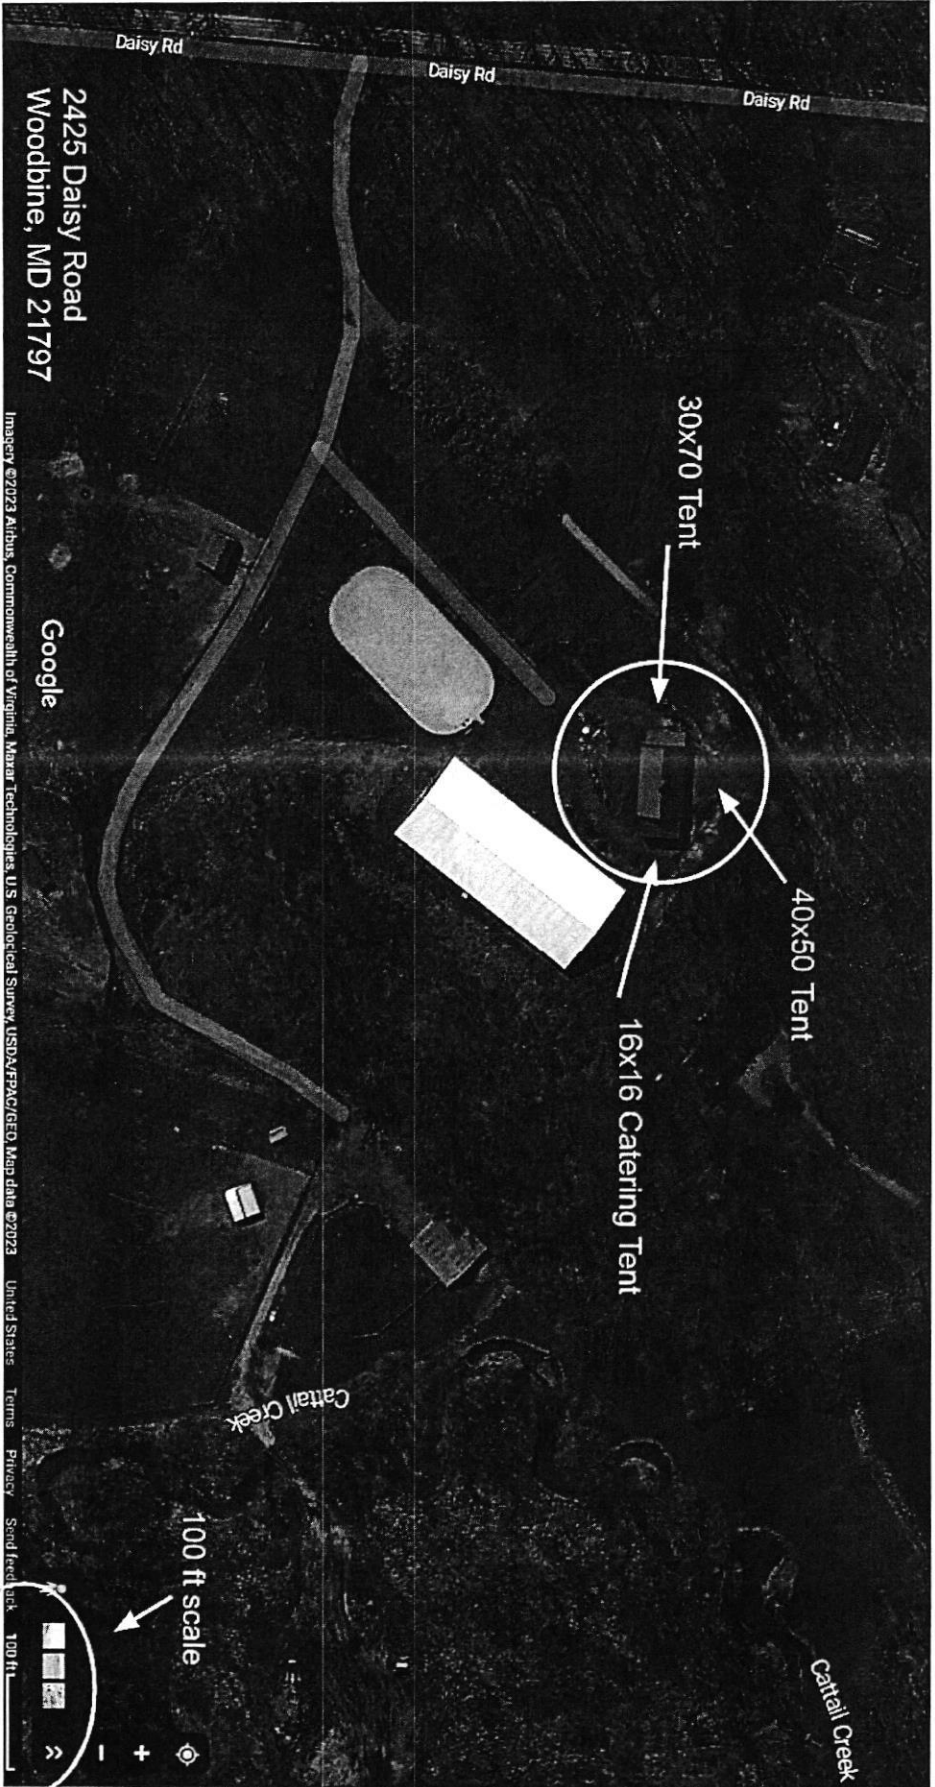 Daisy Rd
Daisy Rd
Daisy Rd
2425 Daisy Road
Woodbine, MD 21797
30x70 Tent
40x50 Tent
16x16 Catering Tent
Cattail Creek
Cattail Creek
100 ft scale
Google
Imagery ©2023 Airbus, Commonwealth of Virginia, Maxar Technologies, U.S. Geological Survey, USDA/FPAC/GEO, Map data ©2023 United States Terms Privacy Send feedback 100 ft